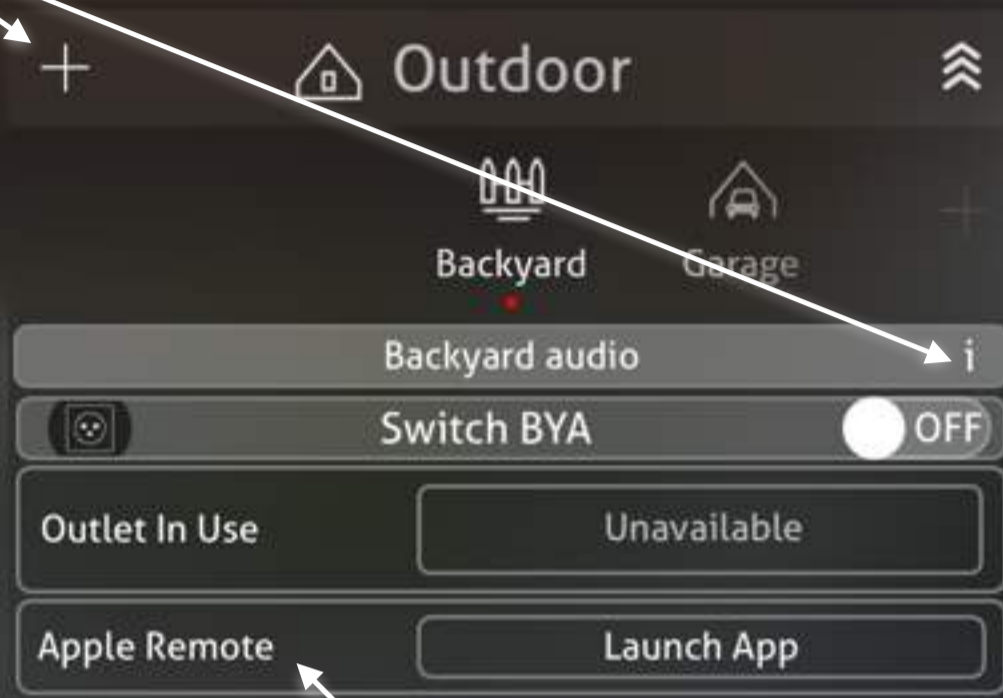 Outdoor
Backyard Garage
Backyard audio i
Switch BYA OFF
Outlet In Use Unavailable
Apple Remote Launch App